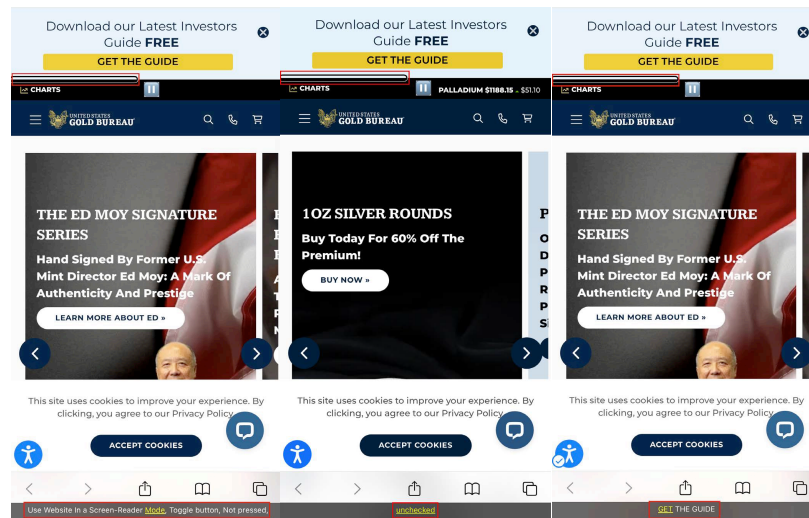 Download our Latest Investors
Guide FREE
GET THE GUIDE
CHARTS
UNITED STATES
GOLD BUREAU
THE ED MOY SIGNATURE
SERIES
Hand Signed By Former U.S.
Mint Director Ed Moy: A Mark Of
Authenticity And Prestige
LEARN MORE ABOUT ED »
This site uses cookies to improve your experience. By
clicking, you agree to our Privacy Policy.
ACCEPT COOKIES
Use Website In a Screen-Reader Mode, Toggle button, Not pressed,
Download our Latest Investors
Guide FREE
GET THE GUIDE
CHARTS
PALLADIUM $1188.15 - $51.10
UNITED STATES
GOLD BUREAU
1OZ SILVER ROUNDS
Buy Today For 60% Off The
Premium!
BUY NOW »
This site uses cookies to improve your experience. By
clicking, you agree to our Privacy Policy.
ACCEPT COOKIES
unchecked
Download our Latest Investors
Guide FREE
GET THE GUIDE
CHARTS
UNITED STATES
GOLD BUREAU
THE ED MOY SIGNATURE
SERIES
Hand Signed By Former U.S.
Mint Director Ed Moy: A Mark Of
Authenticity And Prestige
LEARN MORE ABOUT ED »
This site uses cookies to improve your experience. By
clicking, you agree to our Privacy Policy.
ACCEPT COOKIES
GET THE GUIDE